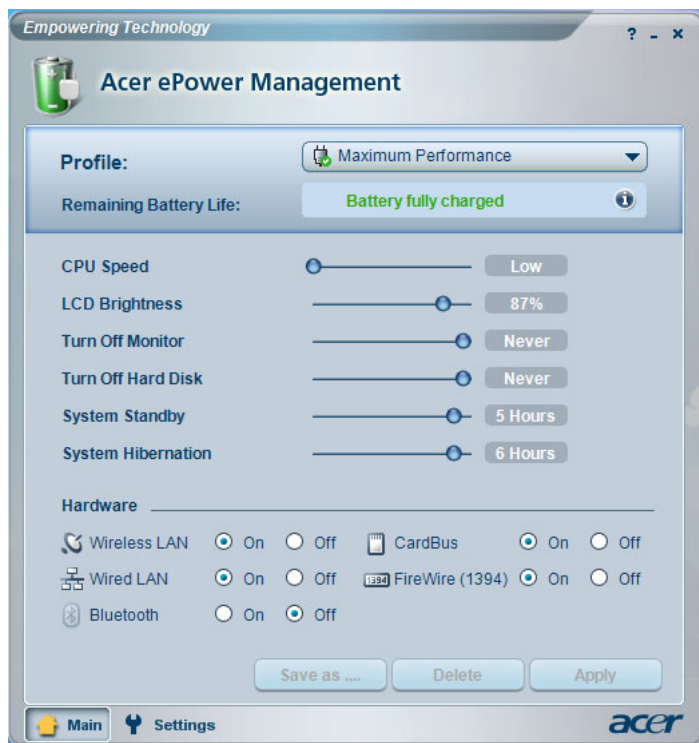 Empowering Technology
? - x
Acer ePower Management
Profile: Maximum Performance
Remaining Battery Life: Battery fully charged
CPU Speed Low
LCD Brightness 87%
Turn Off Monitor Never
Turn Off Hard Disk Never
System Standby 5 Hours
System Hibernation 6 Hours
Hardware
Wireless LAN On Off CardBus On Off
Wired LAN On Off 1394 FireWire (1394) On Off
Bluetooth On Off
Save as .... Delete Apply
Main Settings acer